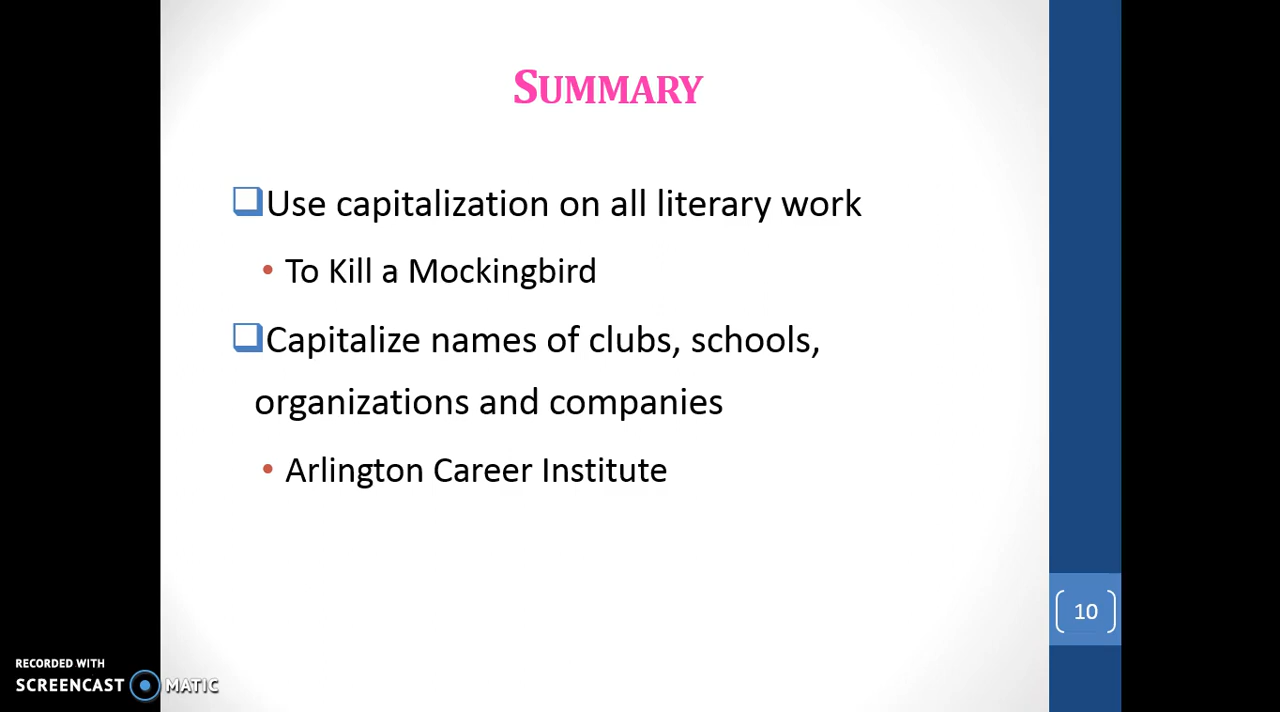 SUMMARY
Use capitalization on all literary work
• To Kill a Mockingbird
Capitalize names of clubs, schools,
organizations and companies
• Arlington Career Institute
10
RECORDED WITH
SCREENCAST MATIC